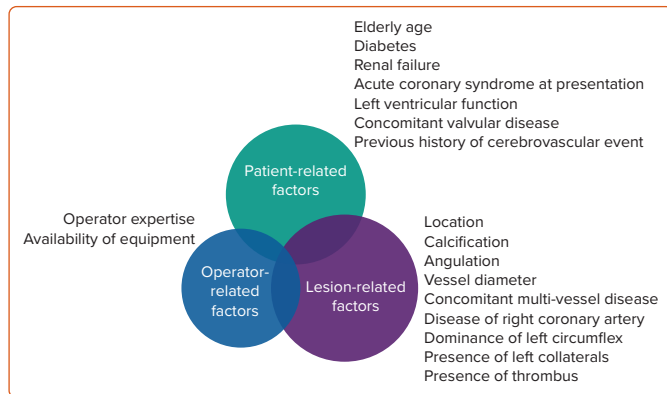 Elderly age
Diabetes
Renal failure
Acute coronary syndrome at presentation
Left ventricular function
Concomitant valvular disease
Previous history of cerebrovascular event
Patient-related
factors
Operator expertise
Availability of equipment
Operator-
related
factors
Lesion-related
factors
Location
Calcification
Angulation
Vessel diameter
Concomitant multi-vessel disease
Disease of right coronary artery
Dominance of left circumflex
Presence of left collaterals
Presence of thrombus